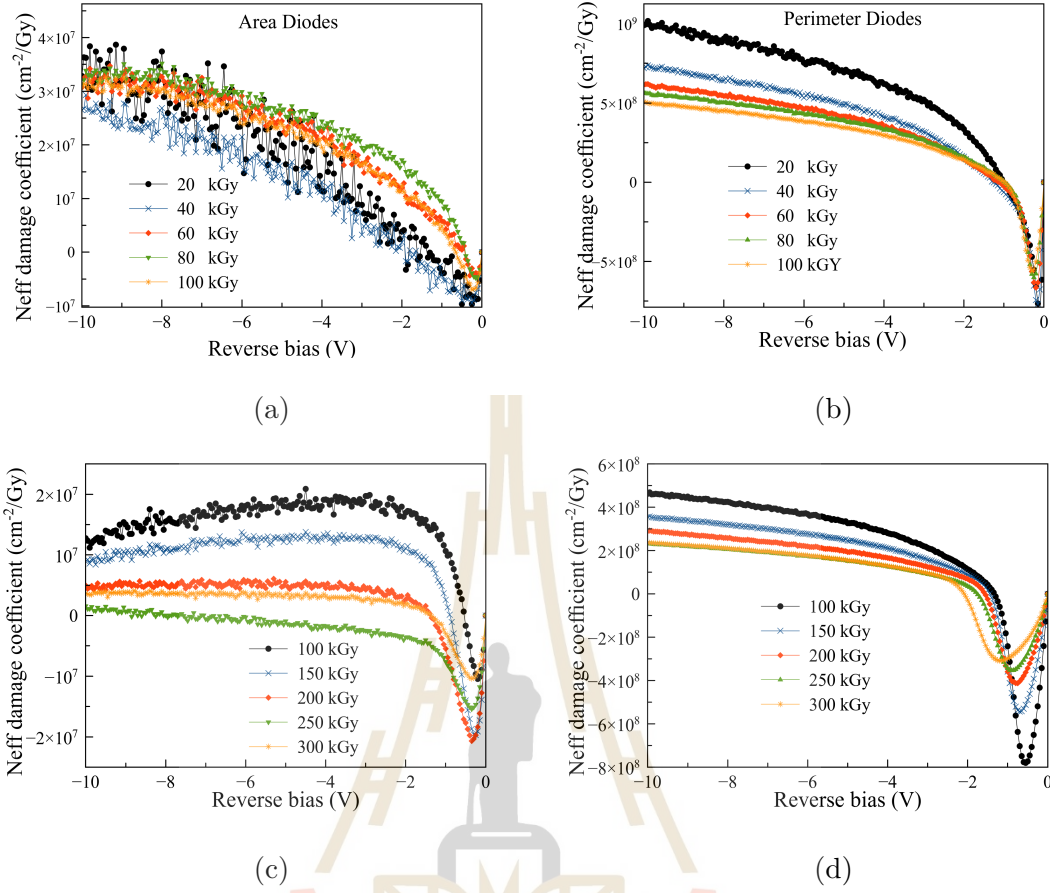 Area Diodes
Neff damage coefficient (cm⁻²/Gy)
4×10⁷
3×10⁷
2×10⁷
10⁷
0
−10⁷
20 kGy
40 kGy
60 kGy
80 kGy
100 kGy
−10 −8 −6 −4 −2 0
Reverse bias (V)
(a)
Perimeter Diodes
Neff damage coefficient (cm⁻²/Gy)
10⁹
5×10⁸
0
−5×10⁸
20 kGy
40 kGy
60 kGy
80 kGy
100 kGY
−10 −8 −6 −4 −2 0
Reverse bias (V)
(b)
Neff damage coefficient (cm⁻²/Gy)
2×10⁷
10⁷
0
−10⁷
−2×10⁷
100 kGy
150 kGy
200 kGy
250 kGy
300 kGy
−10 −8 −6 −4 −2 0
Reverse bias (V)
(c)
Neff damage coefficient (cm⁻²/Gy)
6×10⁸
4×10⁸
2×10⁸
0
−2×10⁸
−4×10⁸
−6×10⁸
−8×10⁸
100 kGy
150 kGy
200 kGy
250 kGy
300 kGy
−10 −8 −6 −4 −2 0
Reverse bias (V)
(d)